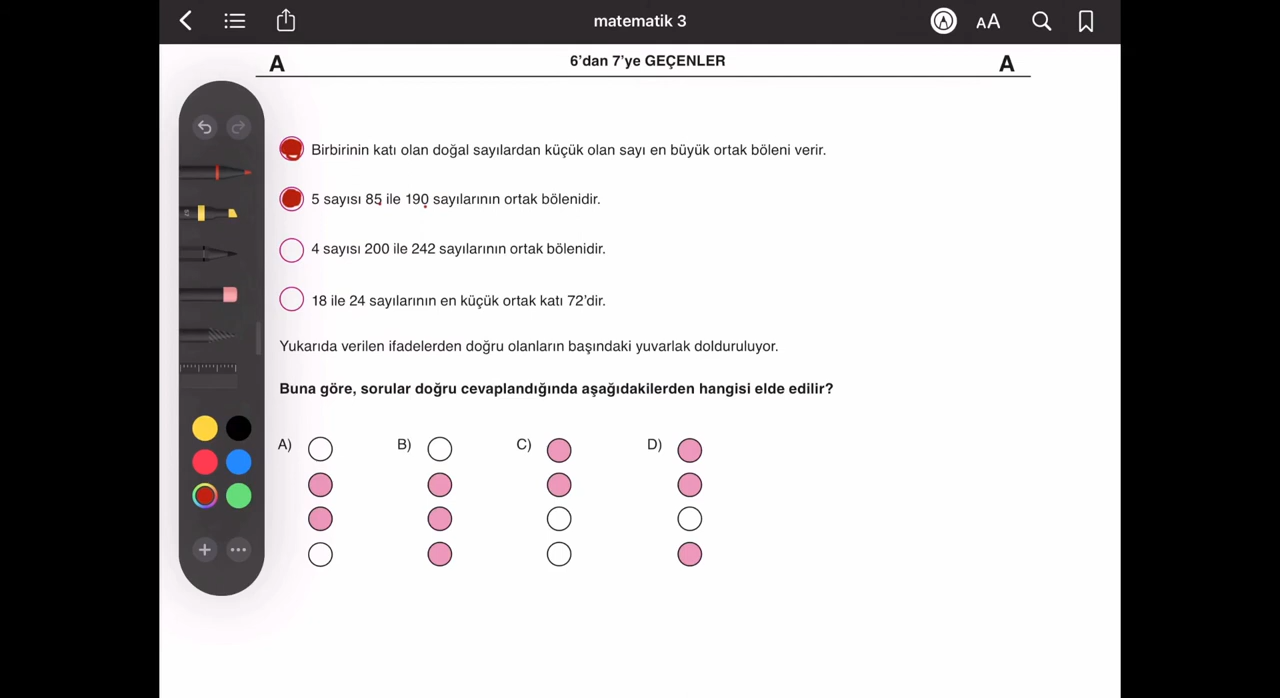 matematik 3
AA
A 6’dan 7’ye GEÇENLER A
Birbirinin katı olan doğal sayılardan küçük olan sayı en büyük ortak böleni verir.
5 sayısı 85 ile 190 sayılarının ortak bölenidir.
4 sayısı 200 ile 242 sayılarının ortak bölenidir.
18 ile 24 sayılarının en küçük ortak katı 72’dir.
Yukarıda verilen ifadelerden doğru olanların başındaki yuvarlak dolduruluyor.
Buna göre, sorular doğru cevaplandığında aşağıdakilerden hangisi elde edilir?
A) B) C) D)